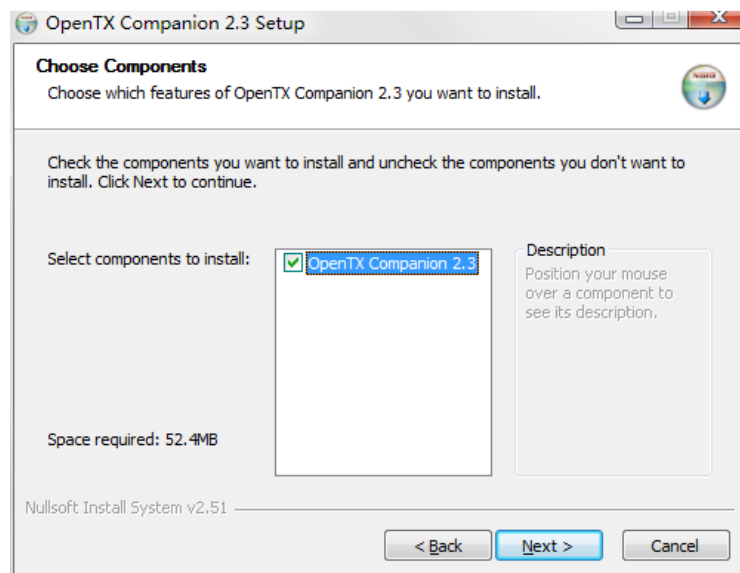 OpenTX Companion 2.3 Setup
Choose Components
Choose which features of OpenTX Companion 2.3 you want to install.
Check the components you want to install and uncheck the components you don't want to
install. Click Next to continue.
Select components to install:
OpenTX Companion 2.3
Description
Position your mouse
over a component to
see its description.
Space required: 52.4MB
Nullsoft Install System v2.51
< Back
Next >
Cancel